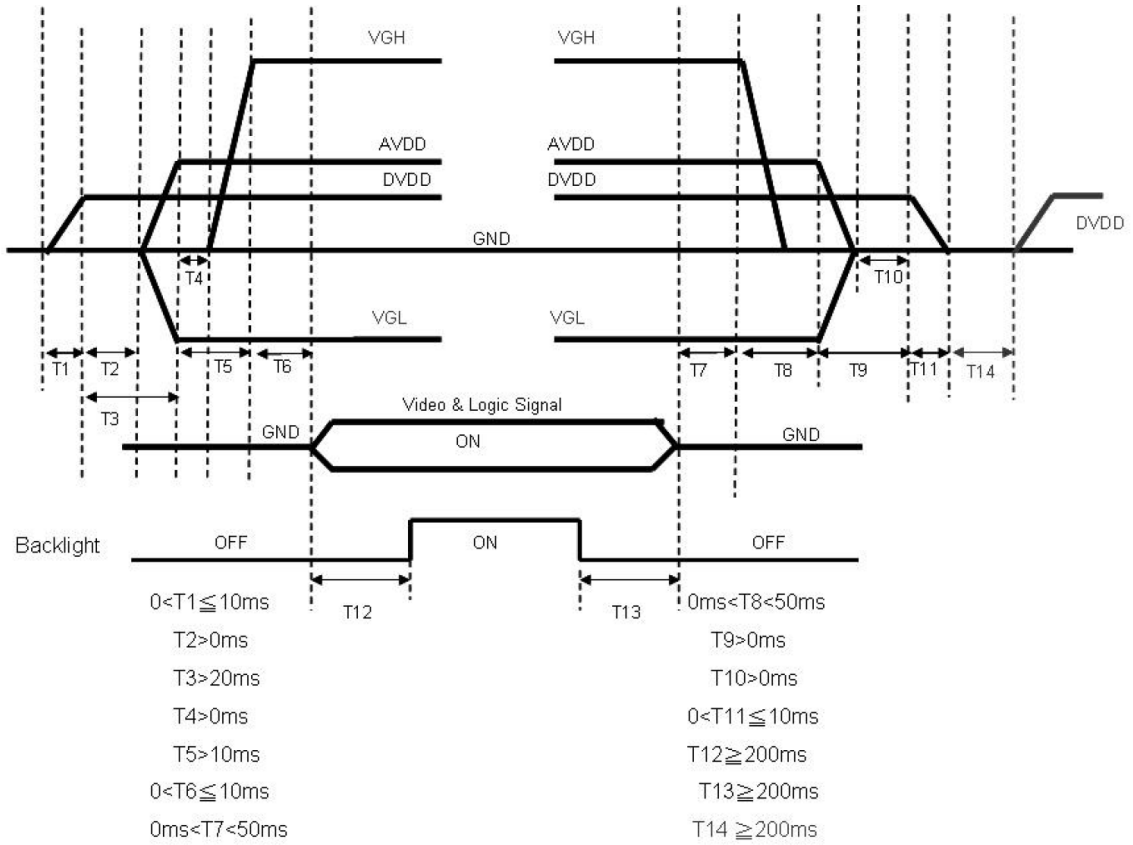 VGH VGH
AVDD AVDD
DVDD DVDD
DVDD
GND
T4 T10
VGL VGL
T1 T2 T5 T6 T7 T8 T9 T11 T14
T3
Video & Logic Signal
GND ON GND
Backlight OFF ON OFF
T12 T13
0<T1≦10ms
T2>0ms
T3>20ms
T4>0ms
T5>10ms
0<T6≦10ms
0ms<T7<50ms
0ms<T8<50ms
T9>0ms
T10>0ms
0<T11≦10ms
T12≧200ms
T13≧200ms
T14 ≧200ms